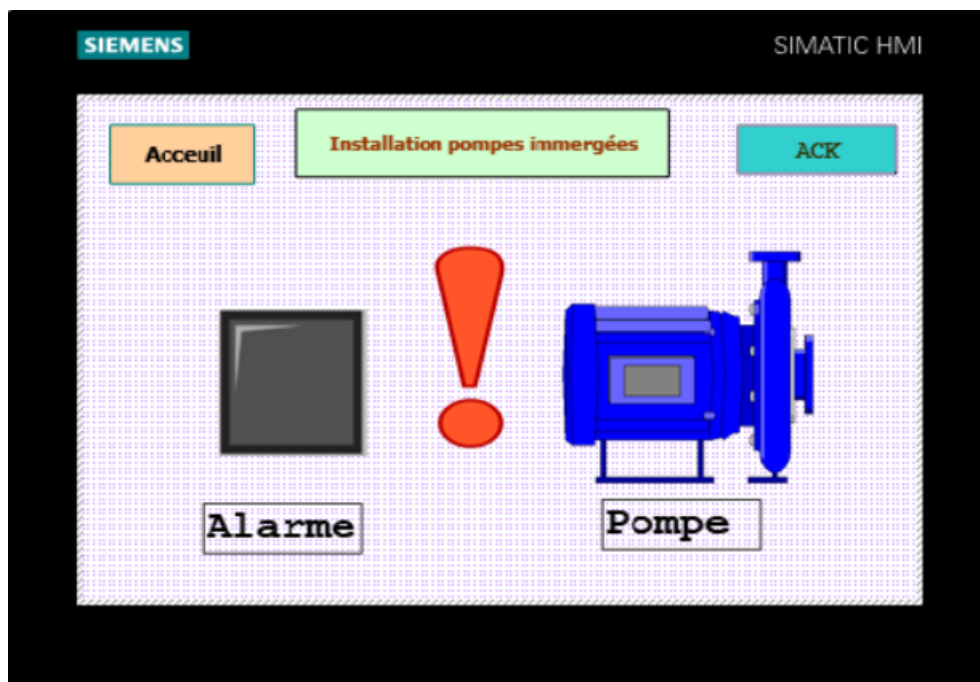 SIEMENS
SIMATIC HMI
Acceuil
Installation pompes immergées
ACK
Alarme
Pompe